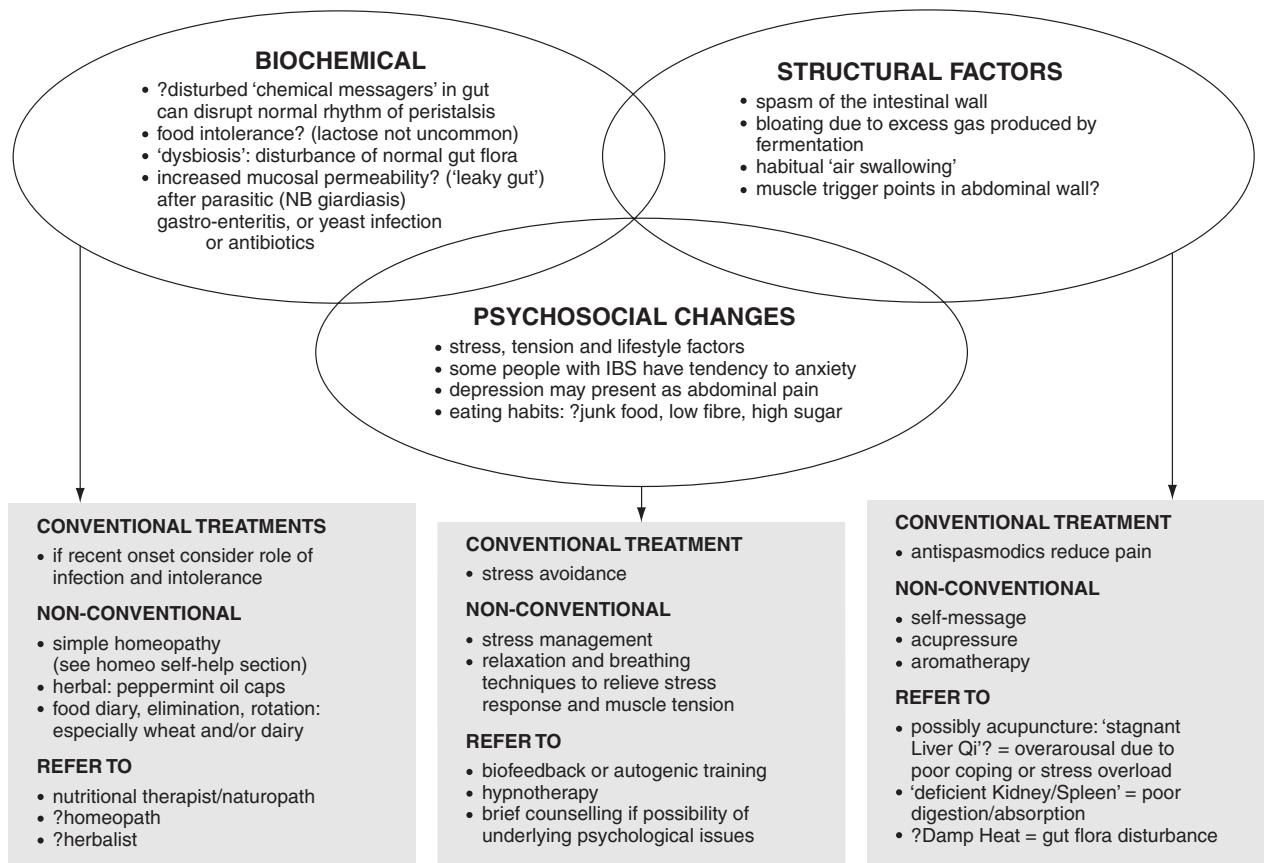 BIOCHEMICAL
• ?disturbed ‘chemical messagers’ in gut
can disrupt normal rhythm of peristalsis
• food intolerance? (lactose not uncommon)
• ‘dysbiosis’: disturbance of normal gut flora
• increased mucosal permeability? (‘leaky gut’)
after parasitic (NB giardiasis)
gastro-enteritis, or yeast infection
or antibiotics
STRUCTURAL FACTORS
• spasm of the intestinal wall
• bloating due to excess gas produced by
fermentation
• habitual ‘air swallowing’
• muscle trigger points in abdominal wall?
PSYCHOSOCIAL CHANGES
• stress, tension and lifestyle factors
• some people with IBS have tendency to anxiety
• depression may present as abdominal pain
• eating habits: ?junk food, low fibre, high sugar
CONVENTIONAL TREATMENTS
• if recent onset consider role of
infection and intolerance
NON-CONVENTIONAL
• simple homeopathy
(see homeo self-help section)
• herbal: peppermint oil caps
• food diary, elimination, rotation:
especially wheat and/or dairy
REFER TO
• nutritional therapist/naturopath
• ?homeopath
• ?herbalist
CONVENTIONAL TREATMENT
• stress avoidance
NON-CONVENTIONAL
• stress management
• relaxation and breathing
techniques to relieve stress
response and muscle tension
REFER TO
• biofeedback or autogenic training
• hypnotherapy
• brief counselling if possibility of
underlying psychological issues
CONVENTIONAL TREATMENT
• antispasmodics reduce pain
NON-CONVENTIONAL
• self-message
• acupressure
• aromatherapy
REFER TO
• possibly acupuncture: ‘stagnant
Liver Qi’? = overarousal due to
poor coping or stress overload
• ‘deficient Kidney/Spleen’ = poor
digestion/absorption
• ?Damp Heat = gut flora disturbance